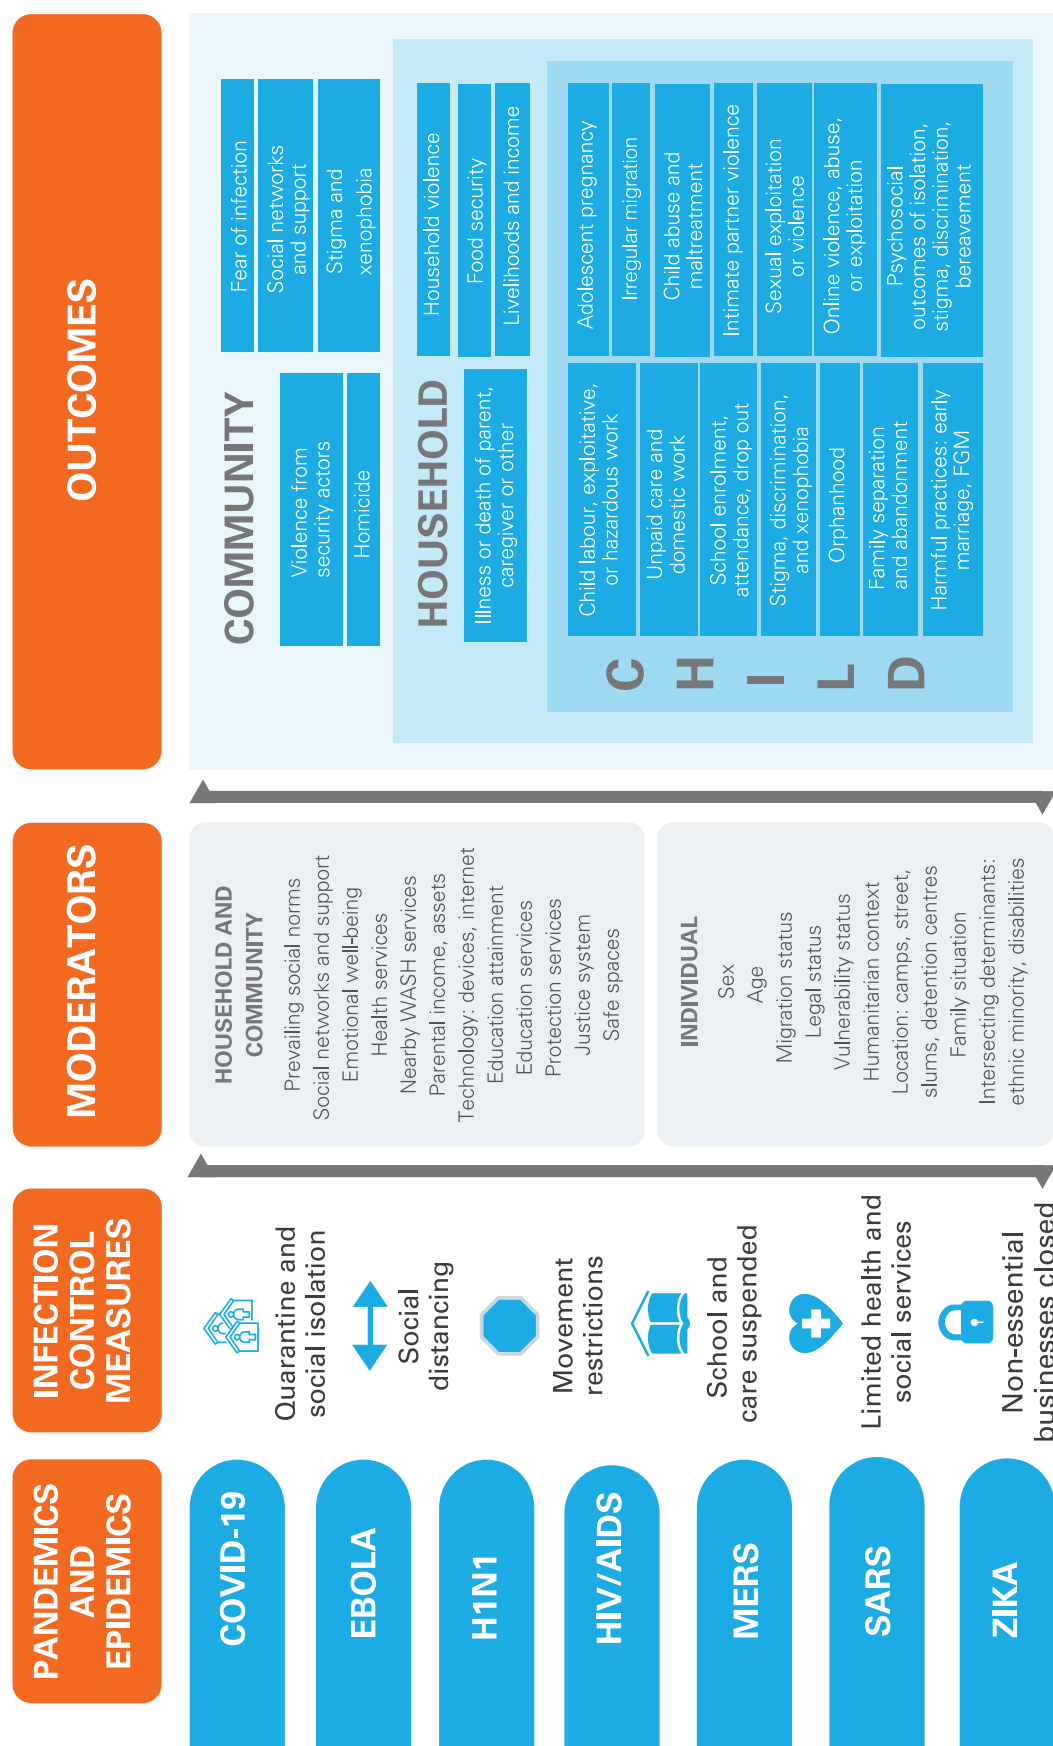 PANDEMICS
AND
EPIDEMICS
COVID-19
EBOLA
H1N1
HIV/AIDS
MERS
SARS
ZIKA
INFECTION
CONTROL
MEASURES
Quarantine and
social isolation
Social
distancing
Movement
restrictions
School and
care suspended
Limited health and
social services
Non-essential
businesses closed
MODERATORS
HOUSEHOLD AND
COMMUNITY
Prevailing social norms
Social networks and support
Emotional well-being
Health services
Nearby WASH services
Parental income, assets
Technology: devices, internet
Education attainment
Education services
Protection services
Justice system
Safe spaces
INDIVIDUAL
Sex
Age
Migration status
Legal status
Vulnerability status
Humanitarian context
Location: camps, street,
slums, detention centres
Family situation
Intersecting determinants:
ethnic minority, disabilities
OUTCOMES
COMMUNITY
Violence from
security actors
Homicide
Fear of infection
Social networks
and support
Stigma and
xenophobia
HOUSEHOLD
Illness or death of parent,
caregiver or other
Household violence
Food security
Livelihoods and income
CHILD
Child labour, exploitative,
or hazardous work
Unpaid care and
domestic work
School enrolment,
attendance, drop out
Stigma, discrimination,
and xenophobia
Orphanhood
Family separation
and abandonment
Harmful practices: early
marriage, FGM
Adolescent pregnancy
Irregular migration
Child abuse and
maltreatment
Intimate partner violence
Sexual exploitation
or violence
Online violence, abuse,
or exploitation
Psychosocial
outcomes of isolation,
stigma, discrimination,
bereavement